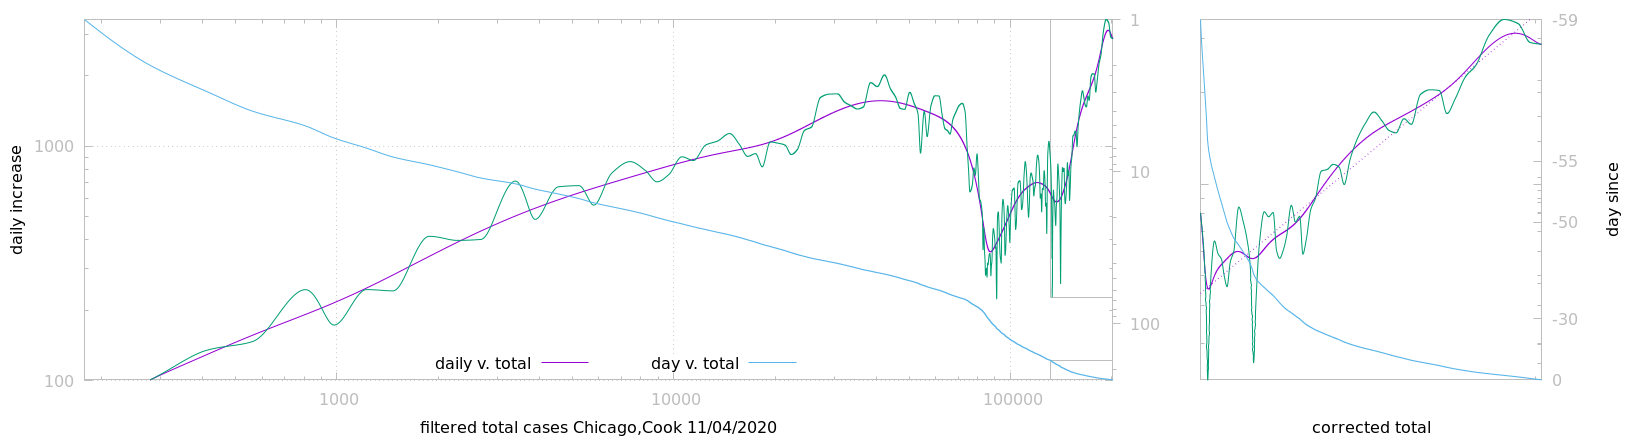 daily increase
1000
100
daily v. total
day v. total
1
10
100
1000
10000
100000
filtered total cases Chicago,Cook 11/04/2020
-59
-55
-50
-30
0
day since
corrected total